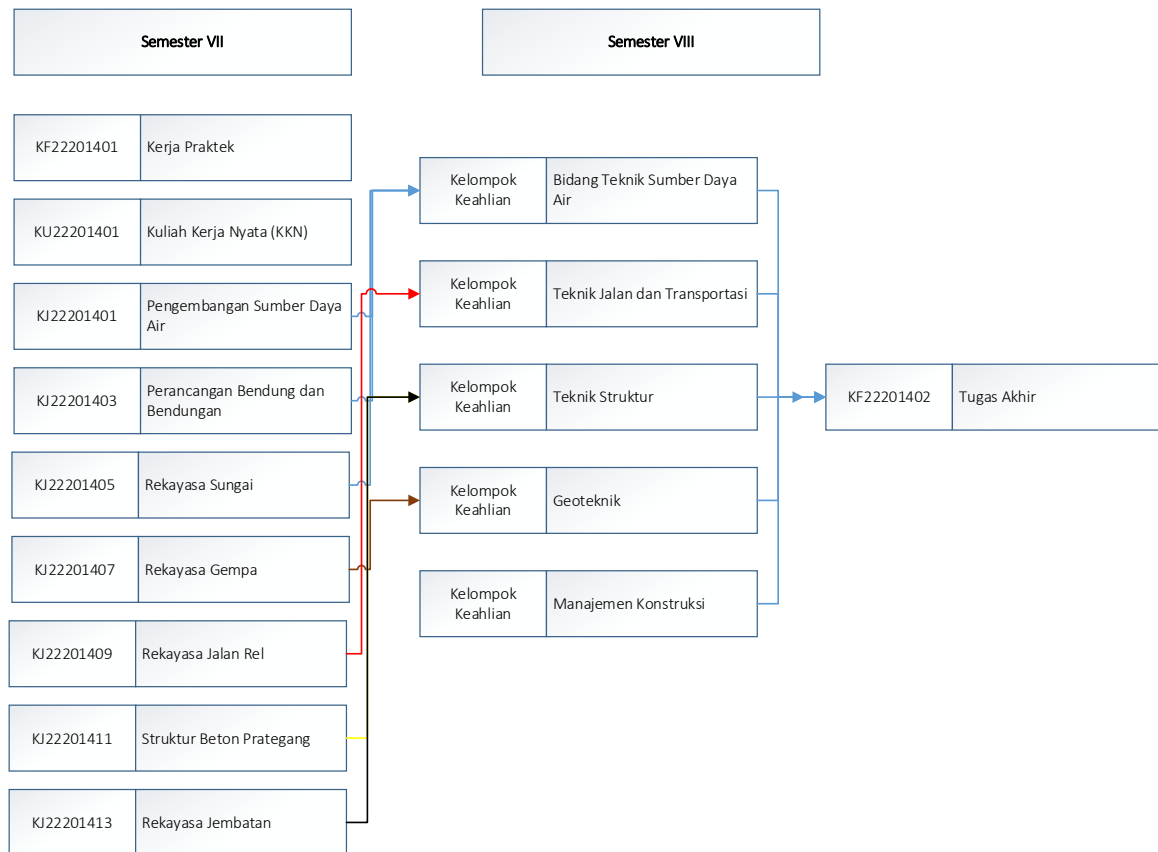 Semester VII
Semester VIII
KF22201401
Kerja Praktek
KU22201401
Kuliah Kerja Nyata (KKN)
KJ22201401
Pengembangan Sumber Daya
Air
KJ22201403
Perancangan Bendung dan
Bendungan
KJ22201405
Rekayasa Sungai
KJ22201407
Rekayasa Gempa
KJ22201409
Rekayasa Jalan Rel
KJ22201411
Struktur Beton Prategang
KJ22201413
Rekayasa Jembatan
Kelompok
Keahlian
Bidang Teknik Sumber Daya
Air
Kelompok
Keahlian
Teknik Jalan dan Transportasi
Kelompok
Keahlian
Teknik Struktur
Kelompok
Keahlian
Geoteknik
Kelompok
Keahlian
Manajemen Konstruksi
KF22201402
Tugas Akhir